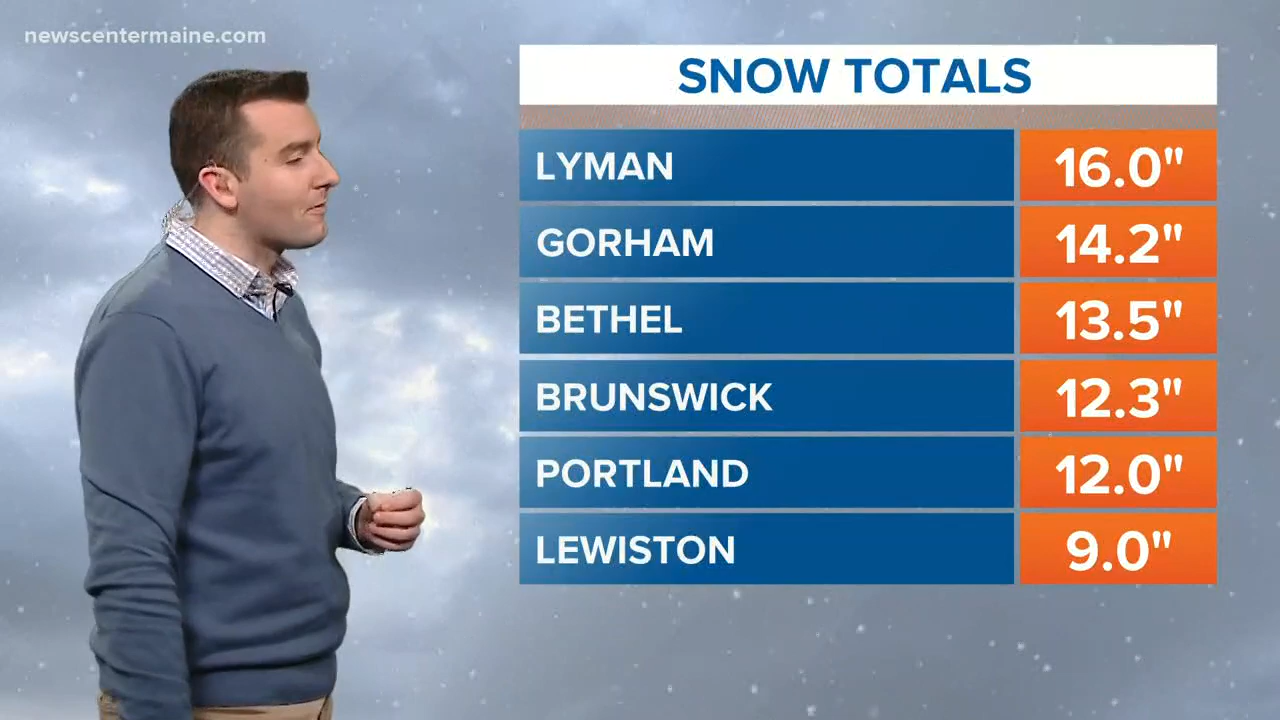 newscentermaine.com
SNOW TOTALS
LYMAN 16.0"
GORHAM 14.2"
BETHEL 13.5"
BRUNSWICK 12.3"
PORTLAND 12.0"
LEWISTON 9.0"